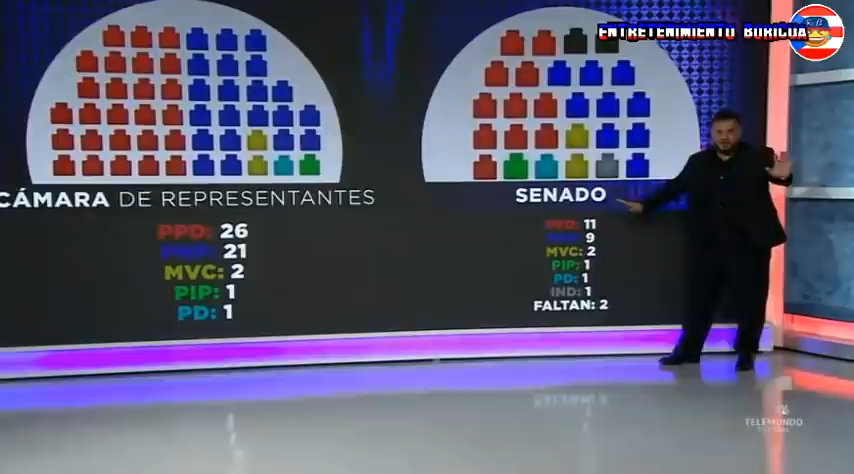 ENTRETENIMIENTO BORICUA
CÁMARA DE REPRESENTANTES
PPD: 26
PNP: 21
MVC: 2
PIP: 1
PD: 1
SENADO
PPD: 11
PNP: 9
MVC: 2
PIP: 1
PD: 1
IND: 1
FALTAN: 2
TELEMUNDO